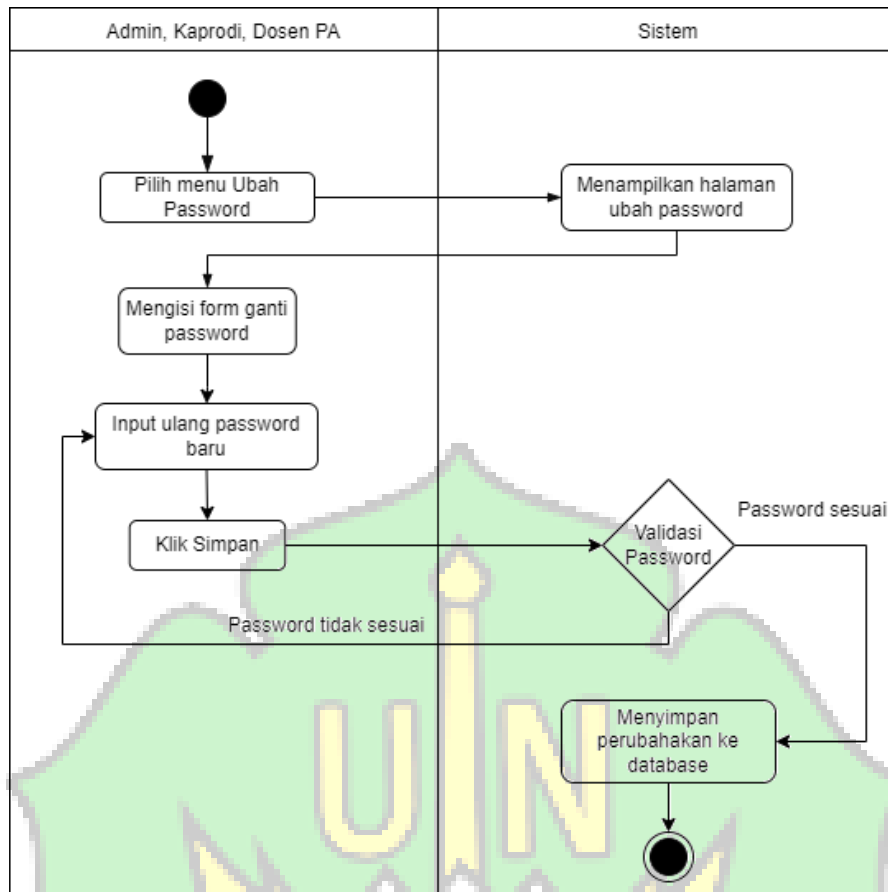 Admin, Kaprodi, Dosen PA
Sistem
Pilih menu Ubah
Password
Menampilkan halaman
ubah password
Mengisi form ganti
password
Input ulang password
baru
Klik Simpan
Validasi
Password
Password sesuai
Password tidak sesuai
Menyimpan
perubahakan ke
database
UIN